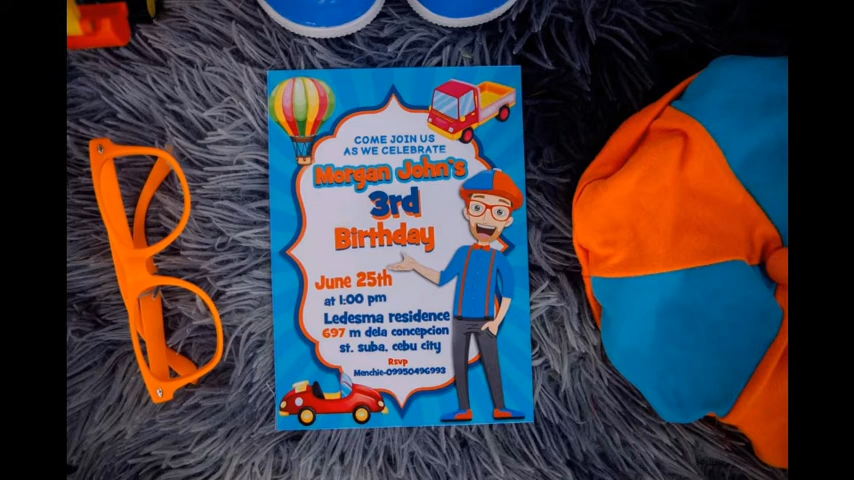 COME JOIN US
AS WE CELEBRATE
Morgan John's
3rd
Birthday
June 25th
at 1:00 pm
Ledesma residence
697 m dela concepcion
st. suba, cebu city
Rsvp
Menchie-09950496993